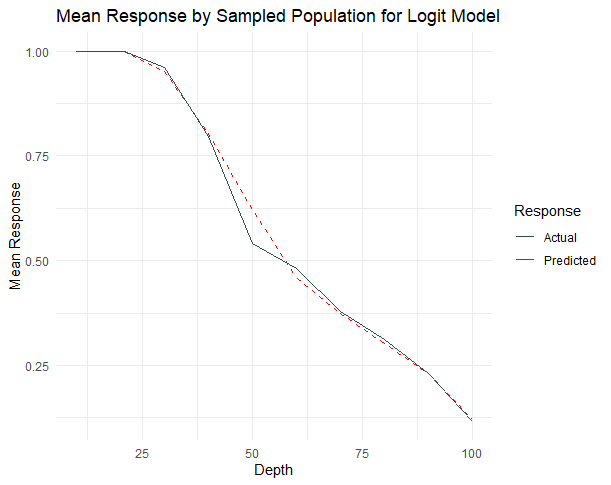 Mean Response by Sampled Population for Logit Model
1.00
0.75
0.50
0.25
Mean Response
25 50 75 100
Depth
Response
Actual
Predicted